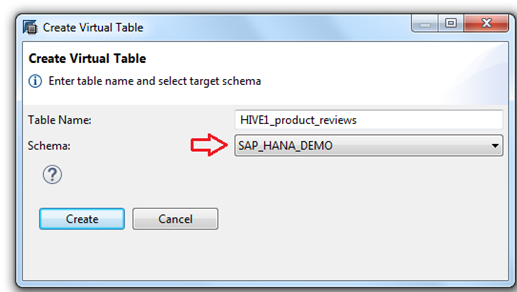 Create Virtual Table
Create Virtual Table
Enter table name and select target schema
Table Name: HIVE1_product_reviews
Schema: SAP_HANA_DEMO
?
Create Cancel